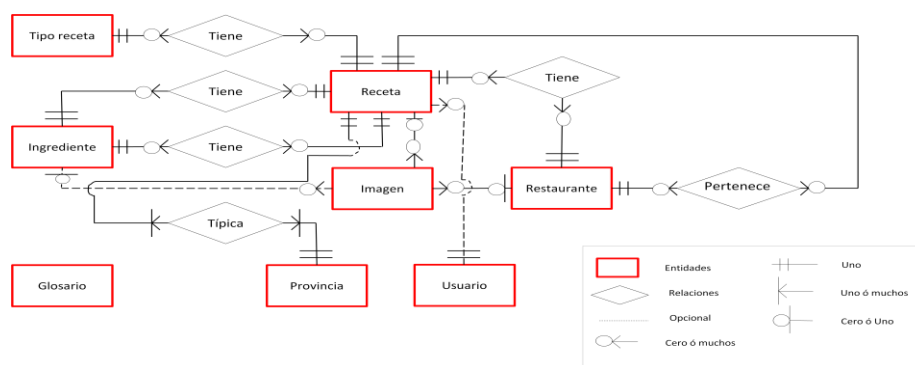 Tipo receta
Tiene
Receta
Tiene
Tiene
Ingrediente
Tiene
Imagen
Restaurante
Pertenece
Típica
Glosario
Provincia
Usuario
Entidades
Uno
Relaciones
Uno ó muchos
Opcional
Cero ó Uno
Cero ó muchos